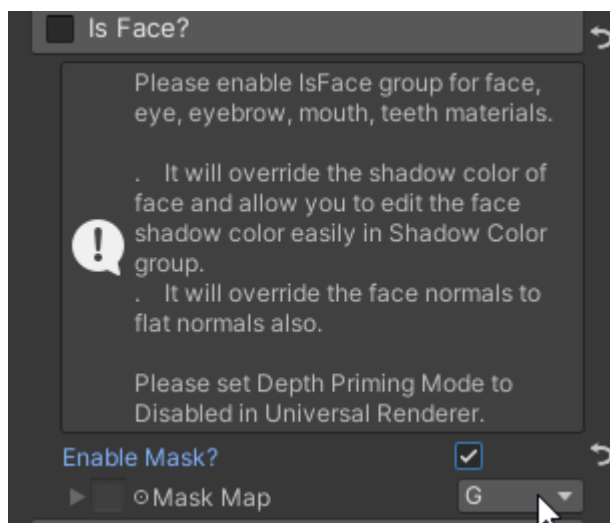 Is Face?
Please enable IsFace group for face,
eye, eyebrow, mouth, teeth materials.
.   It will override the shadow color of
face and allow you to edit the face
shadow color easily in Shadow Color
group.
.   It will override the face normals to
flat normals also.
Please set Depth Priming Mode to
Disabled in Universal Renderer.
Enable Mask?
Mask Map G